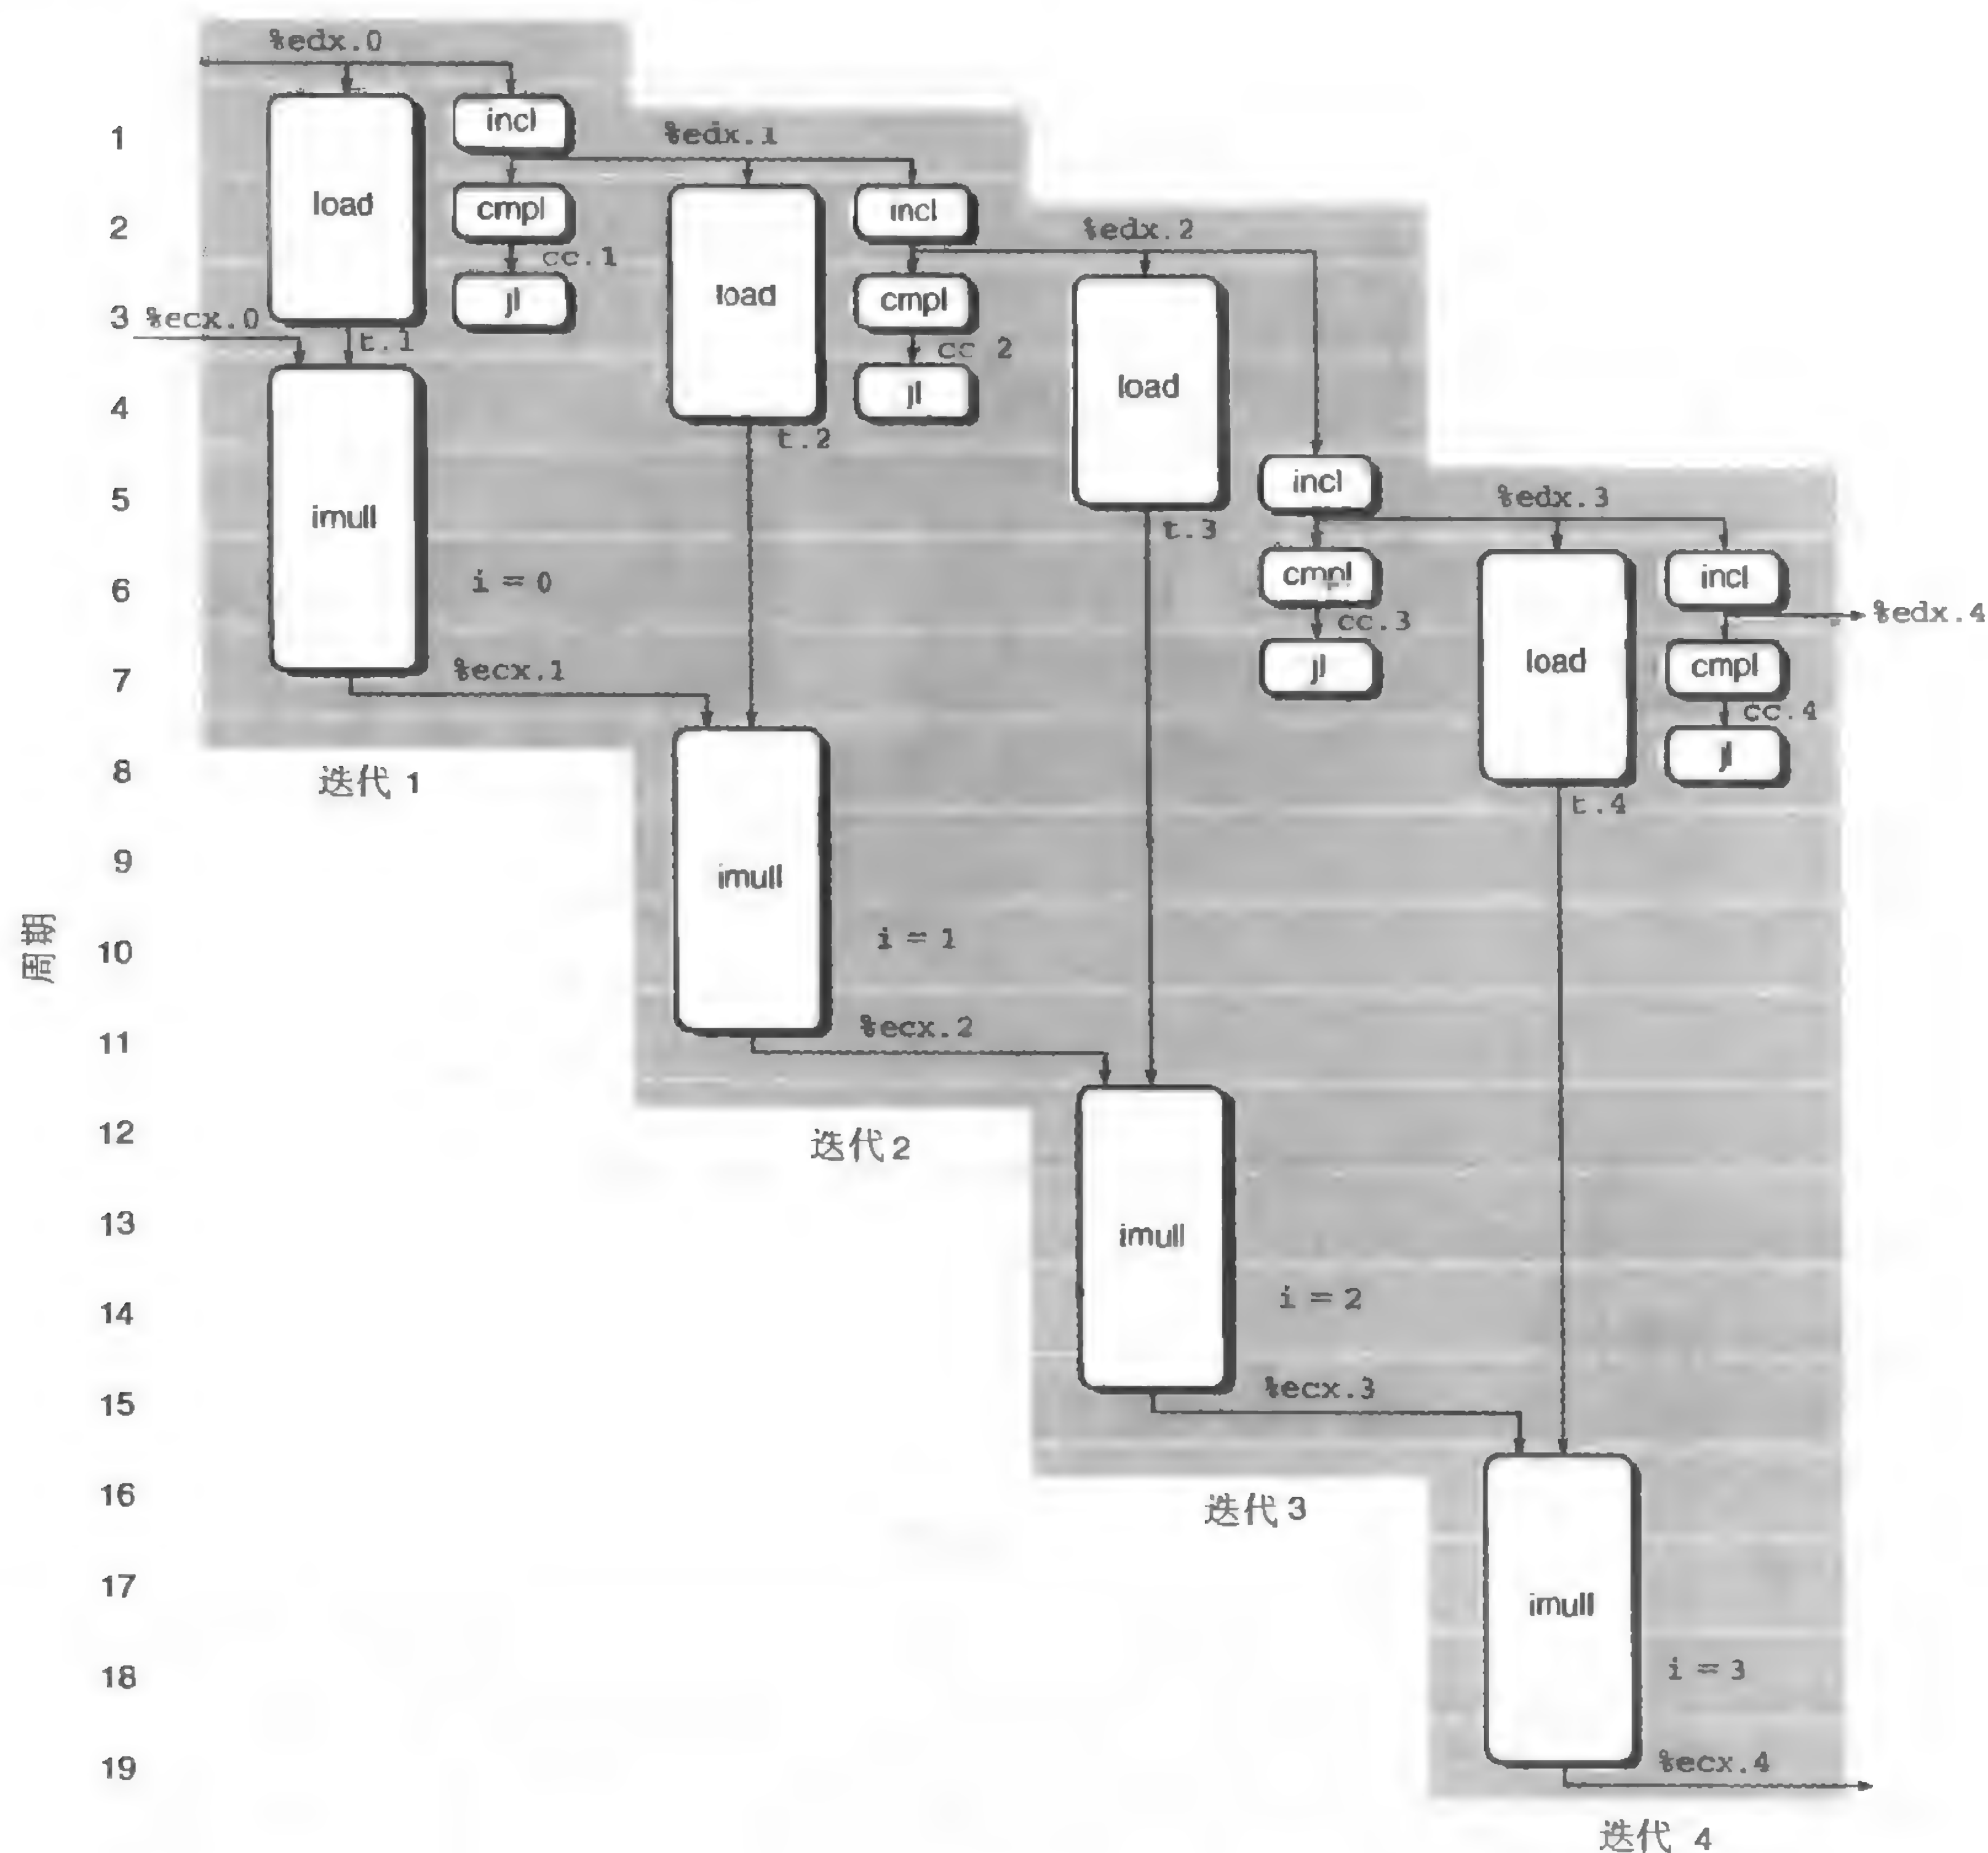 %edx.0
incl
1
%edx.1
load
cmpl
incl
2
%edx.2
cc.1
jl
load
cmpl
3
%ecx.0
t.1
cc 2
load
jl
4
t.2
incl
5
%edx.3
imull
t.3
cmpl
incl
i = 0
6
%edx.4
cc.3
jl
load
cmpl
%ecx.1
7
cc.4
jl
8
迭代 1
t.4
9
imull
周期
10
i = 1
%ecx.2
11
12
迭代 2
13
imull
14
i = 2
%ecx.3
15
16
迭代 3
17
imull
18
i = 3
19
%ecx.4
迭代 4